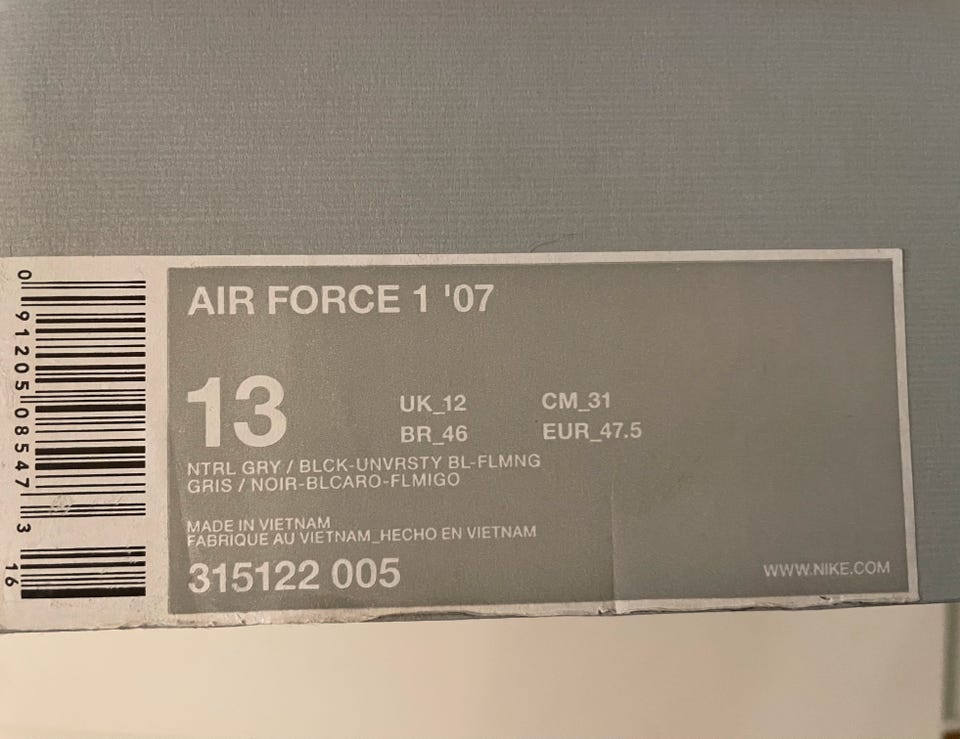 AIR FORCE 1 '07
13
UK_12
CM_31
BR_46
EUR_47.5
NTRL GRY / BLCK-UNVRSTY BL-FLMNG
GRIS / NOIR-BLCARO-FLMIGO
MADE IN VIETNAM
FABRIQUE AU VIETNAM_HECHO EN VIETNAM
315122 005
WWW.NIKE.COM
0 91205 08547 3
16